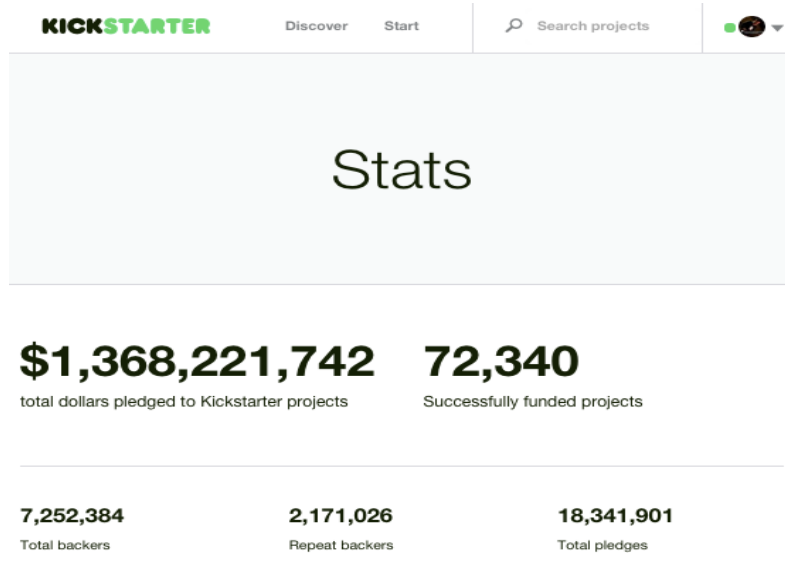 KICKSTARTER Discover Start Search projects
Stats
$1,368,221,742 72,340
total dollars pledged to Kickstarter projects Successfully funded projects
7,252,384 2,171,026 18,341,901
Total backers Repeat backers Total pledges